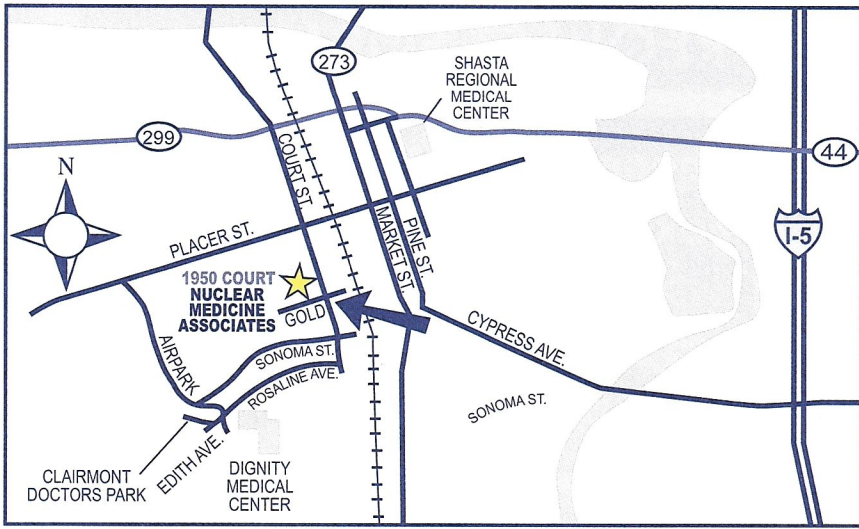 273
SHASTA
REGIONAL
MEDICAL
CENTER
299
44
COURT ST.
N
PLACER ST.
MARKET ST.
PINE ST.
I-5
1950 COURT
NUCLEAR
MEDICINE
ASSOCIATES
GOLD
CYPRESS AVE.
AIRPARK
SONOMA ST.
ROSALINE AVE.
SONOMA ST.
EDITH AVE.
CLAIRMONT
DOCTORS PARK
DIGNITY
MEDICAL
CENTER